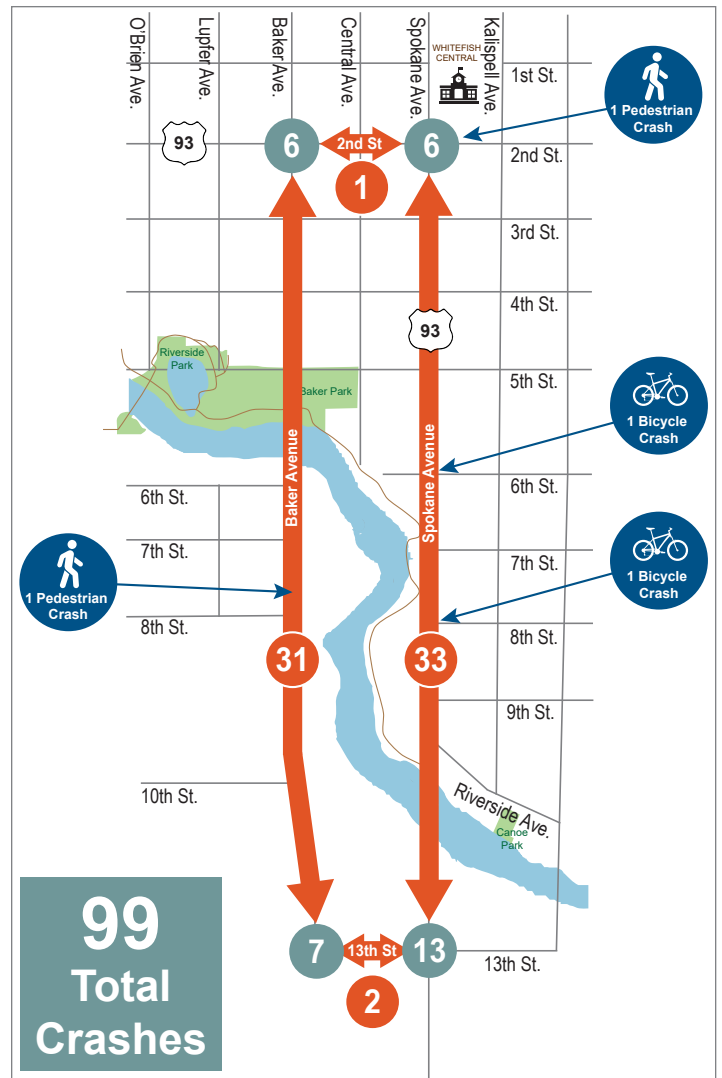 O'Brien Ave.
Lupfer Ave.
Baker Ave.
Central Ave.
Spokane Ave.
Kalispell Ave.
WHITEFISH
CENTRAL
1st St.
1 Pedestrian
Crash
93
6
2nd St
6
2nd St.
1
3rd St.
4th St.
93
Riverside
Park
Baker Park
5th St.
1 Bicycle
Crash
Baker Avenue
Spokane Avenue
6th St.
6th St.
7th St.
7th St.
1 Bicycle
Crash
1 Pedestrian
Crash
8th St.
8th St.
31
33
9th St.
10th St.
Riverside Ave.
Canoe
Park
99
Total
Crashes
7
13th St
13
13th St.
2